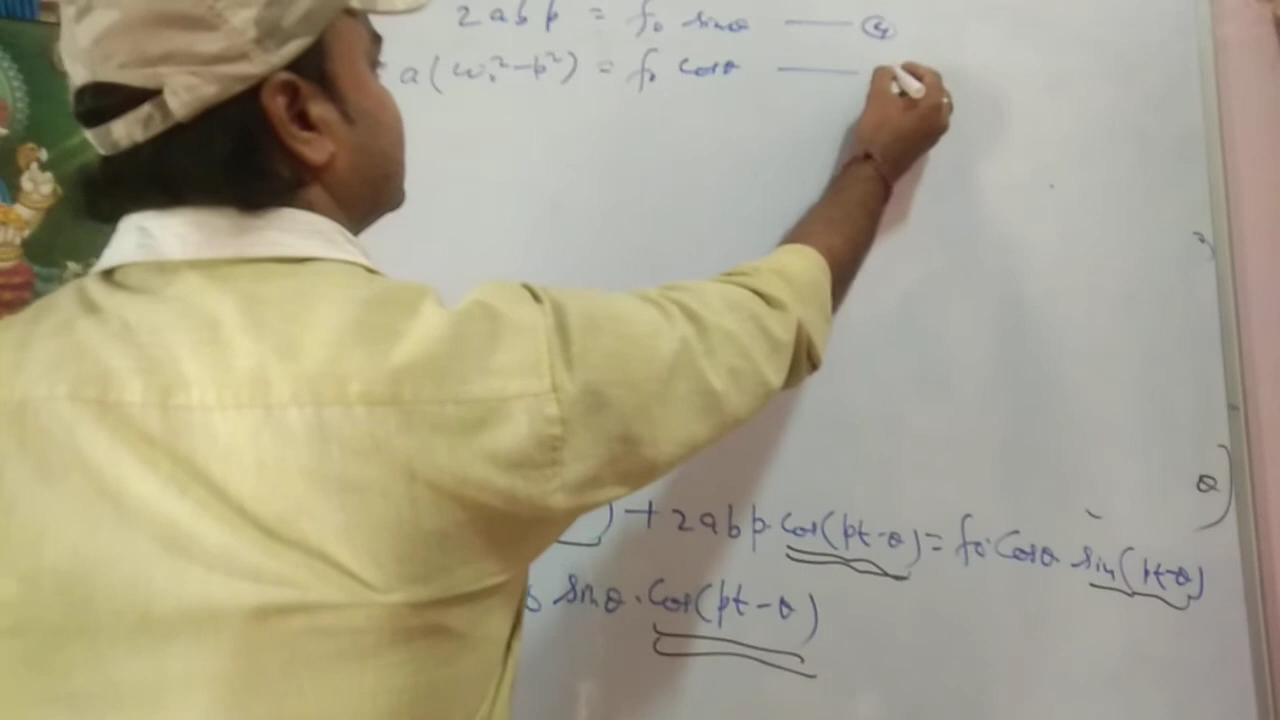 2abp = f₀ sinθ —— ④
a(ω₀²-p²) = f₀ cosθ ——
θ)
) + 2abp·cos(pt-θ) = f₀·cosθ sin(pt-θ)
sinθ·cos(pt-θ)